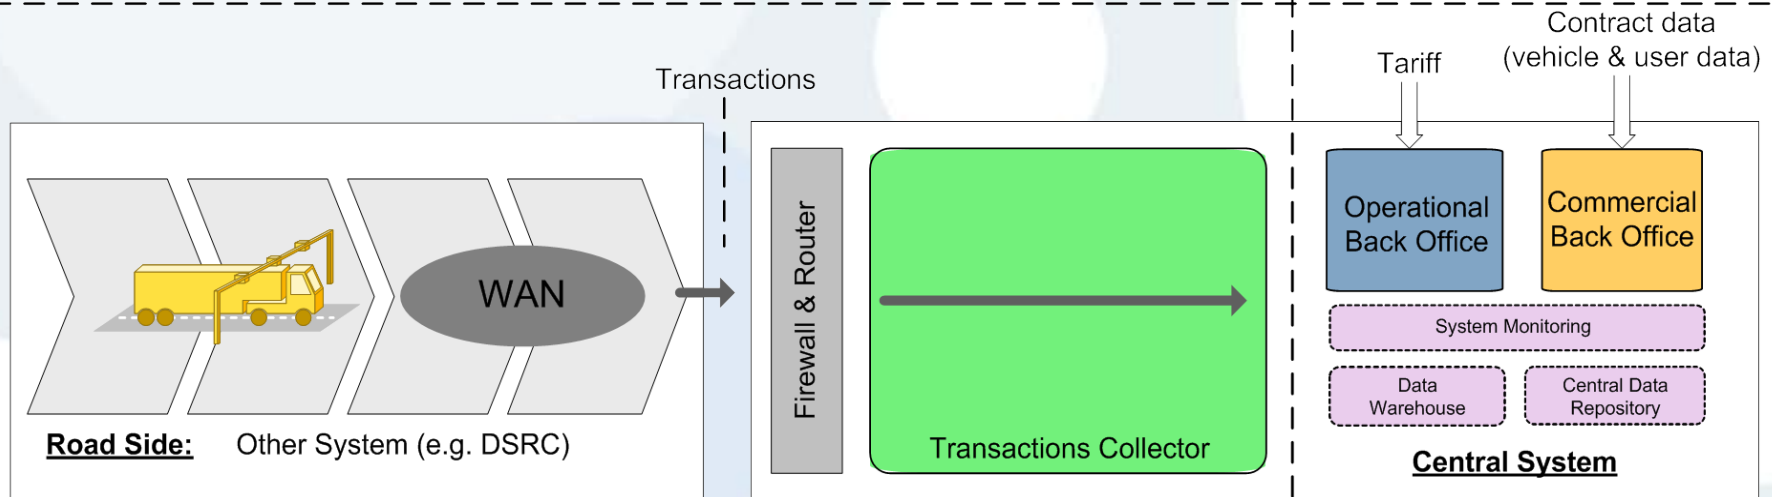 Contract data
(vehicle & user data)
Tariff
Transactions
WAN
Firewall & Router
Operational
Back Office
Commercial
Back Office
System Monitoring
Data
Warehouse
Central Data
Repository
Road Side: Other System (e.g. DSRC)
Transactions Collector
Central System